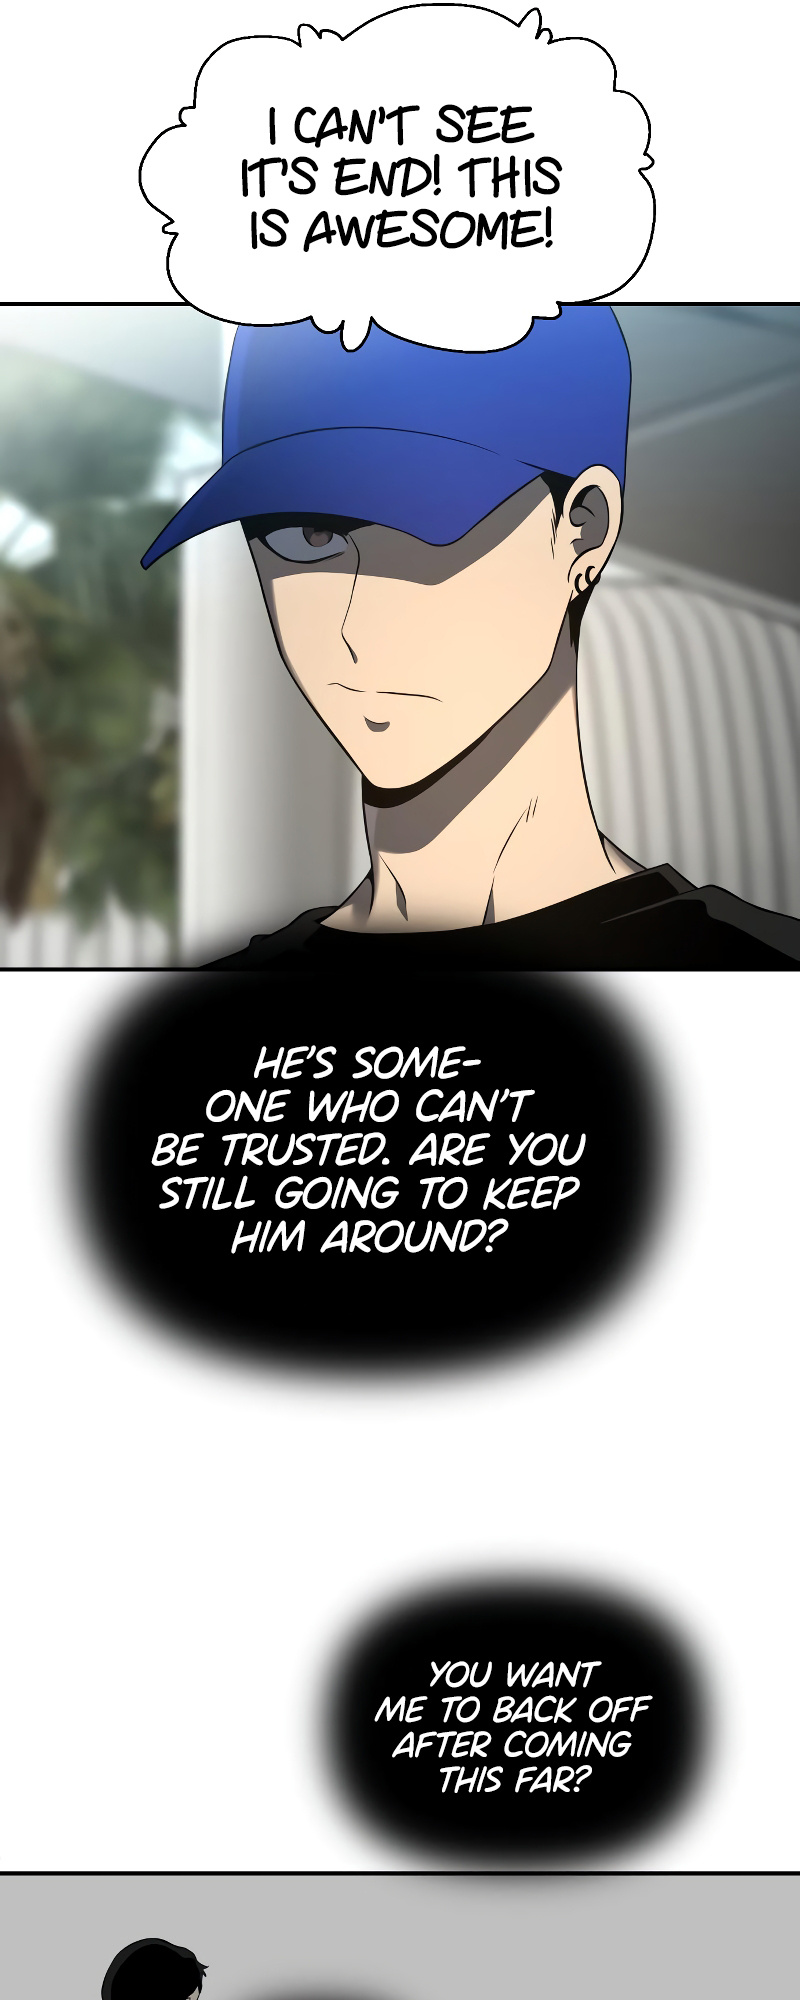 I CAN'T SEE
IT'S END! THIS
IS AWESOME!
HE'S SOME-
ONE WHO CAN'T
BE TRUSTED. ARE YOU
STILL GOING TO KEEP
HIM AROUND?
YOU WANT
ME TO BACK OFF
AFTER COMING
THIS FAR?